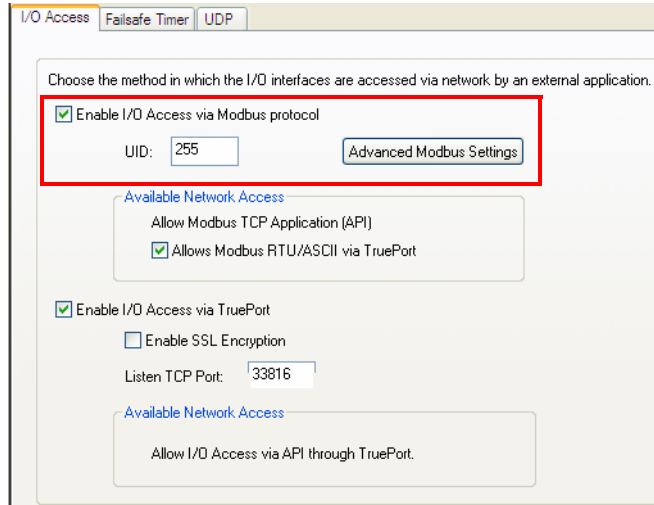 I/O Access Failsafe Timer UDP
Choose the method in which the I/O interfaces are accessed via network by an external application.
Enable I/O Access via Modbus protocol
UID: 255 Advanced Modbus Settings
Available Network Access
Allow Modbus TCP Application (API)
Allows Modbus RTU/ASCII via TruePort
Enable I/O Access via TruePort
Enable SSL Encryption
Listen TCP Port: 33816
Available Network Access
Allow I/O Access via API through TruePort.